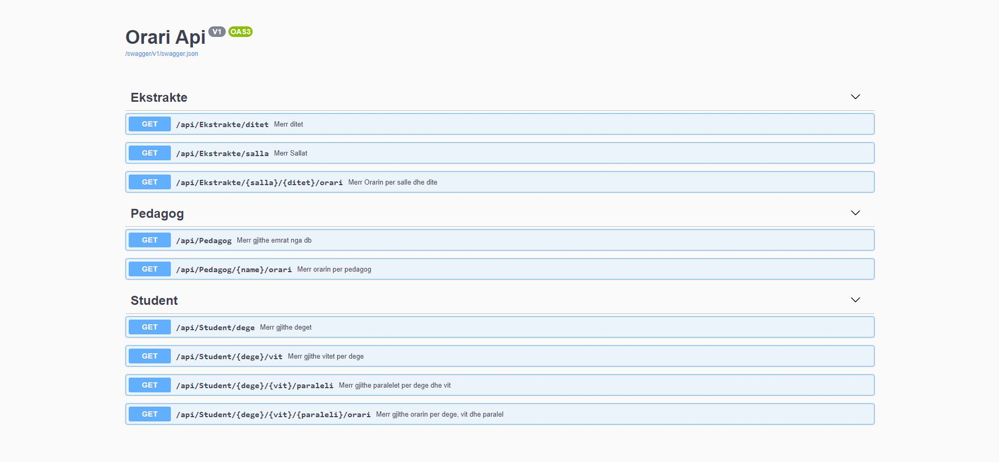 Orari Api V1 OAS3
/swagger/v1/swagger.json
Ekstrakte
GET /api/Ekstrakte/ditet Merr ditet
GET /api/Ekstrakte/salla Merr Sallat
GET /api/Ekstrakte/{salla}/{ditet}/orari Merr Orarin per salle dhe dite
Pedagog
GET /api/Pedagog Merr gjithe emrat nga db
GET /api/Pedagog/{name}/orari Merr orarin per pedagog
Student
GET /api/Student/dege Merr gjithe deget
GET /api/Student/{dege}/vit Merr gjithe vitet per dege
GET /api/Student/{dege}/{vit}/paraleli Merr gjithe paralelet per dege dhe vit
GET /api/Student/{dege}/{vit}/{paraleli}/orari Merr gjithe orarin per dege, vit dhe paralel